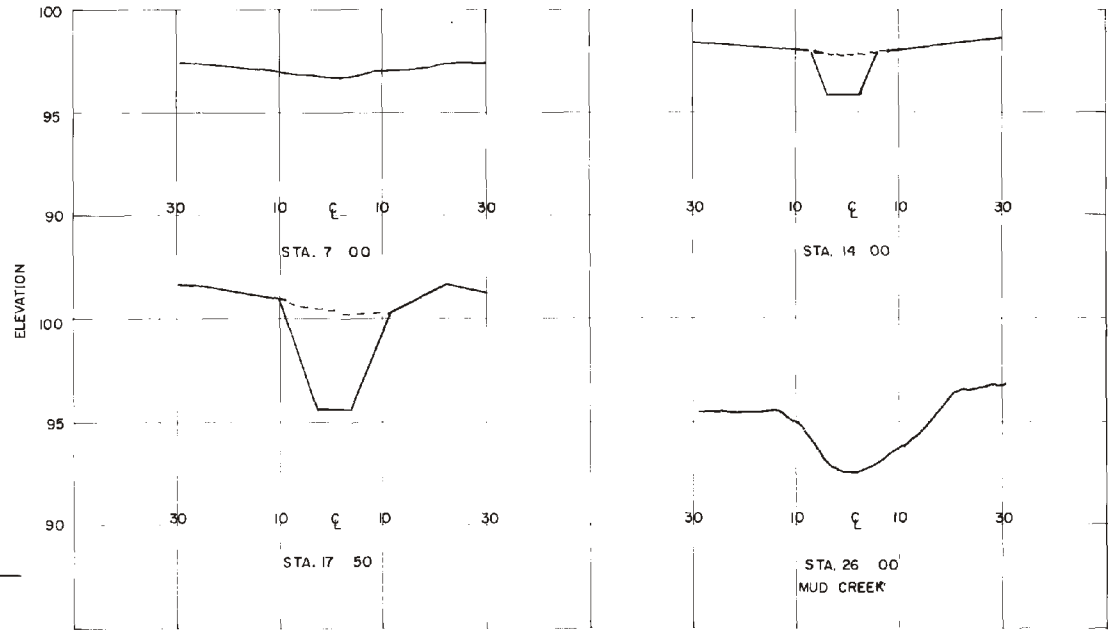 100
95
90
30 10 ℄ 10 30
STA. 7 00
30 10 ℄ 10 30
STA. 14 00
ELEVATION
100
95
90
30 10 ℄ 10 30
STA. 17 50
30 10 ℄ 10 30
STA. 26 00
MUD CREEK